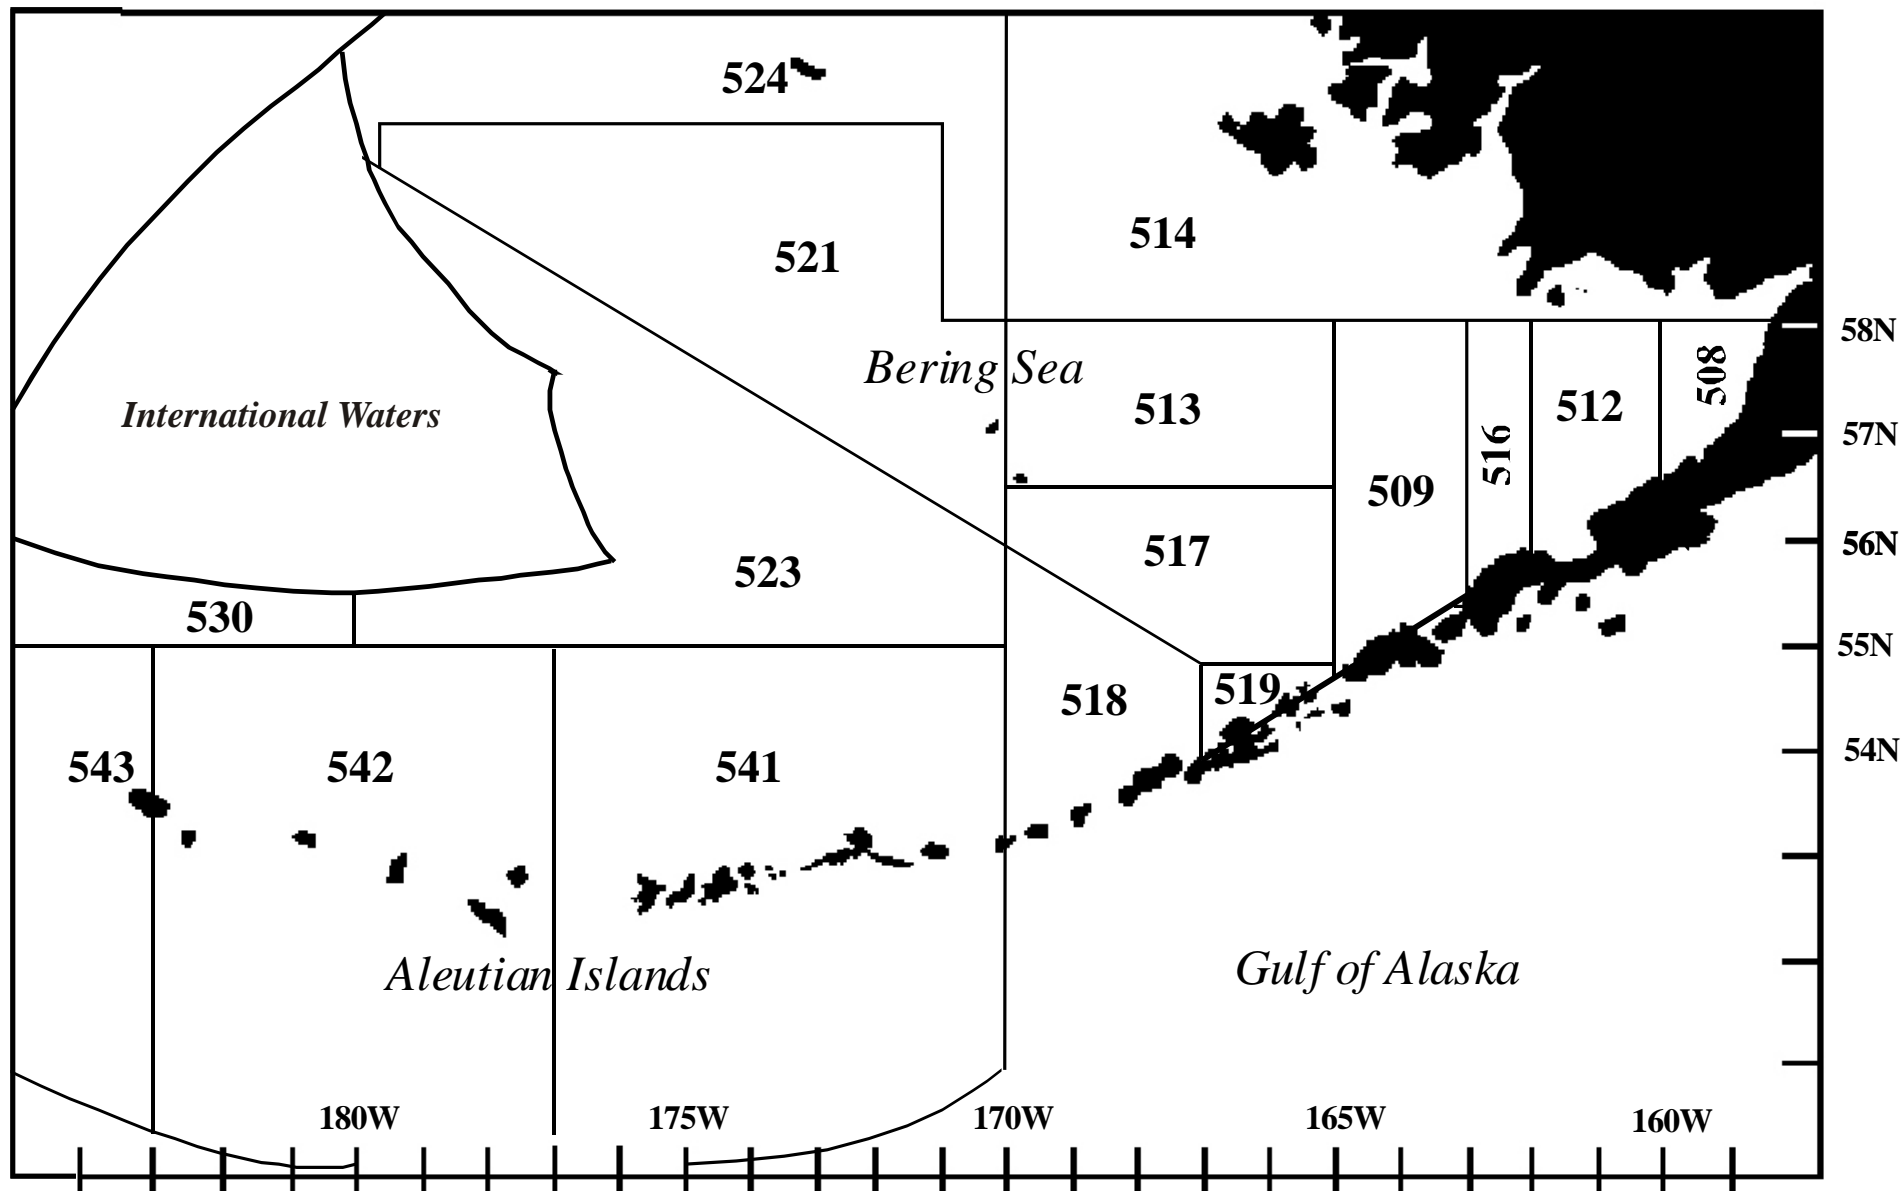 524
521
514
58N
Bering Sea
508
513
512
International Waters
57N
516
509
517
56N
523
530
55N
519
518
54N
543
542
541
Aleutian Islands
Gulf of Alaska
180W
175W
170W
165W
160W